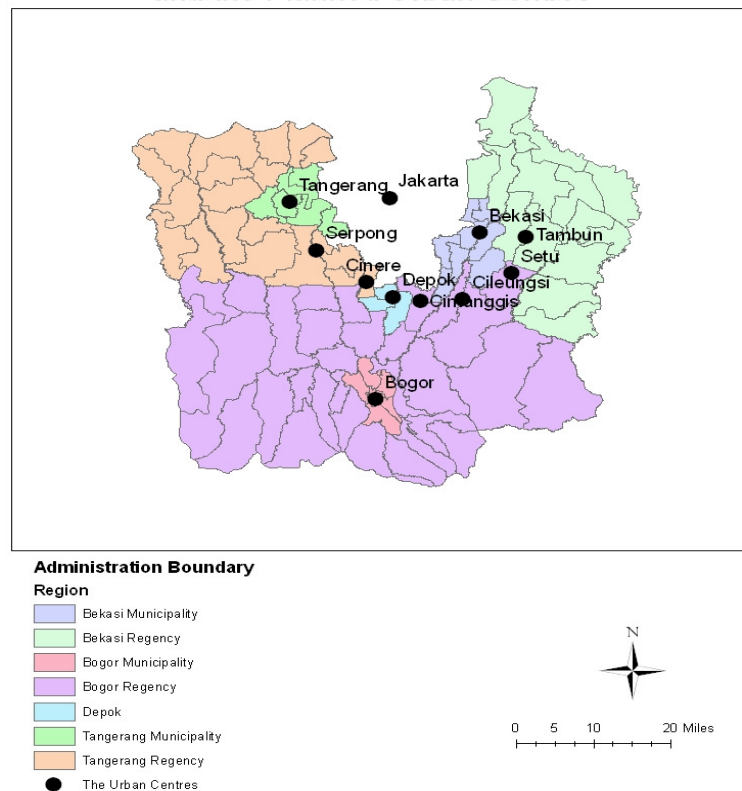 Jakarta
Tangerang
Bekasi
Serpong
Tambun
Setu
Cinere
Depok
Cileungsi
Cimanggis
Bogor
Administration Boundary
Region
Bekasi Municipality
Bekasi Regency
Bogor Municipality
Bogor Regency
Depok
Tangerang Municipality
Tangerang Regency
The Urban Centres
N
0 5 10 20 Miles